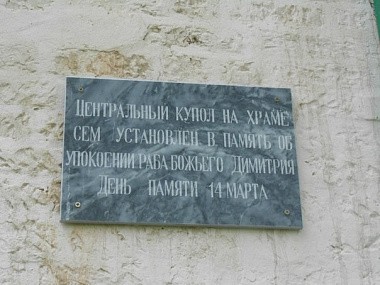 ЦЕНТРАЛЬНЫЙ КУПОЛ НА ХРАМЕ
СЕМ УСТАНОВЛЕН В ПАМЯТЬ ОБ
УПОКОЕНИИ РАБА БОЖЬЕГО ДИМИТРИЯ
ДЕНЬ ПАМЯТИ 14 МАРТА